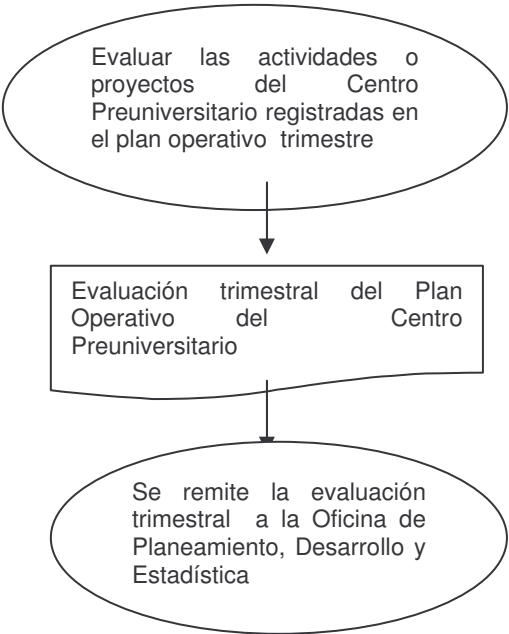 Evaluar las actividades o
proyectos del Centro
Preuniversitario registradas en
el plan operativo trimestre
Evaluación trimestral del Plan
Operativo del Centro
Preuniversitario
Se remite la evaluación
trimestral a la Oficina de
Planeamiento, Desarrollo y
Estadística